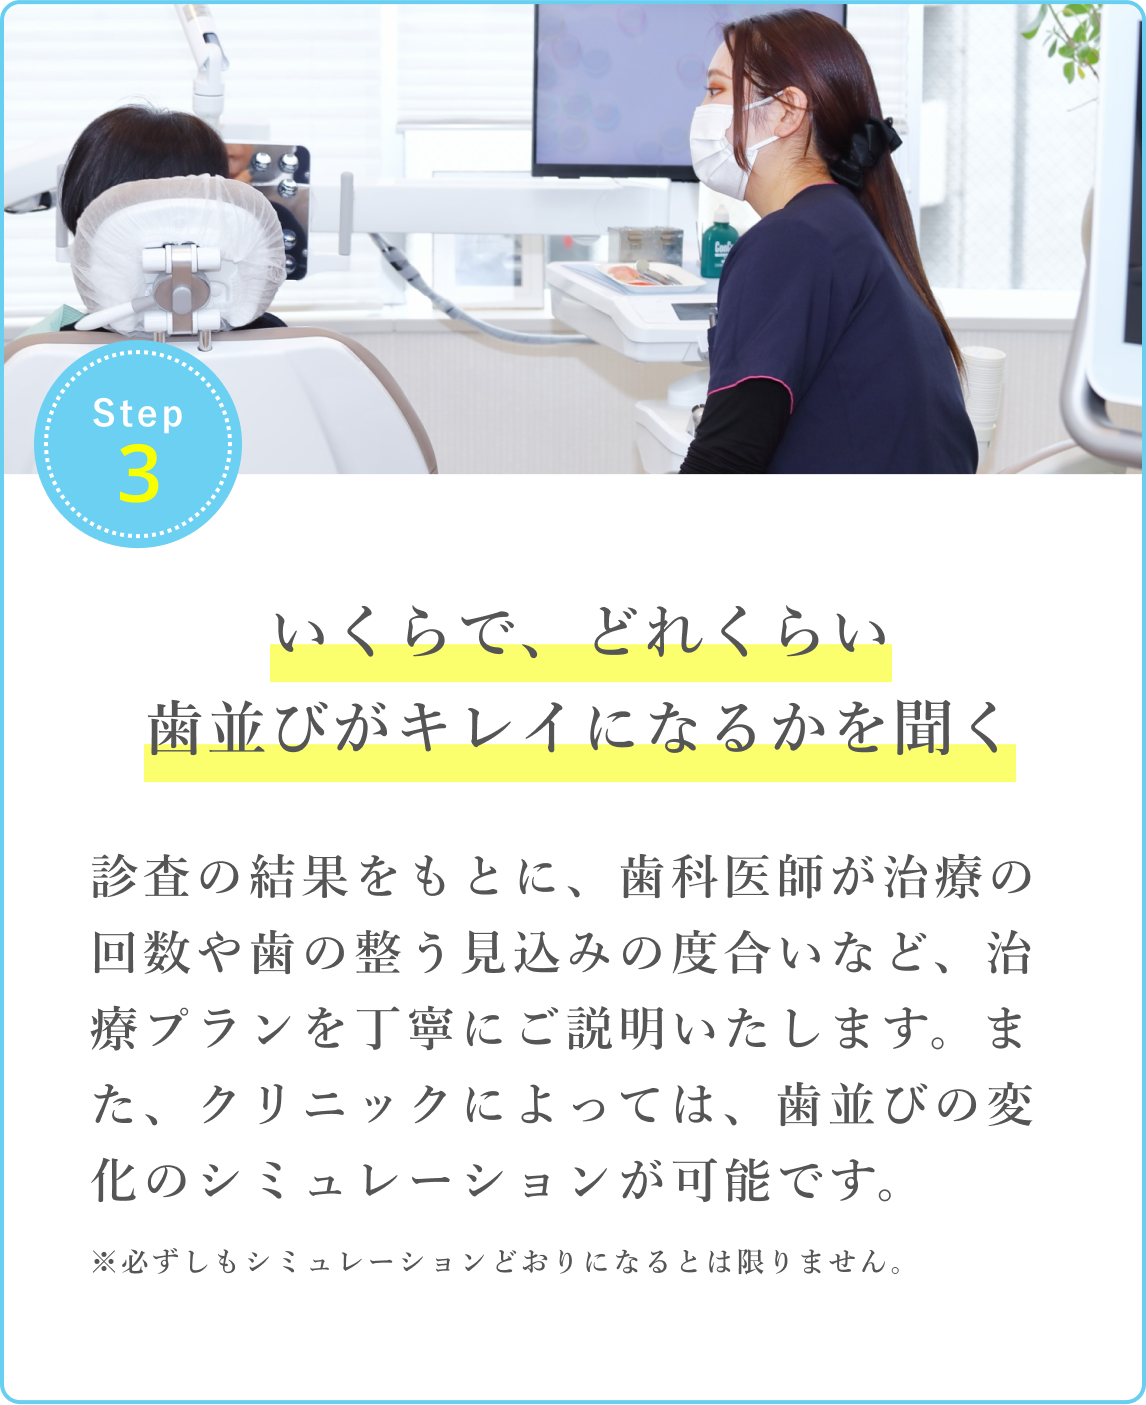 Step
3
いくらで、どれくらい
歯並びがキレイになるかを聞く
診査の結果をもとに、歯科医師が治療の
回数や歯の整う見込みの度合いなど、治
療プランを丁寧にご説明いたします。ま
た、クリニックによっては、歯並びの変
化のシミュレーションが可能です。
※必ずしもシミュレーションどおりになるとは限りません。